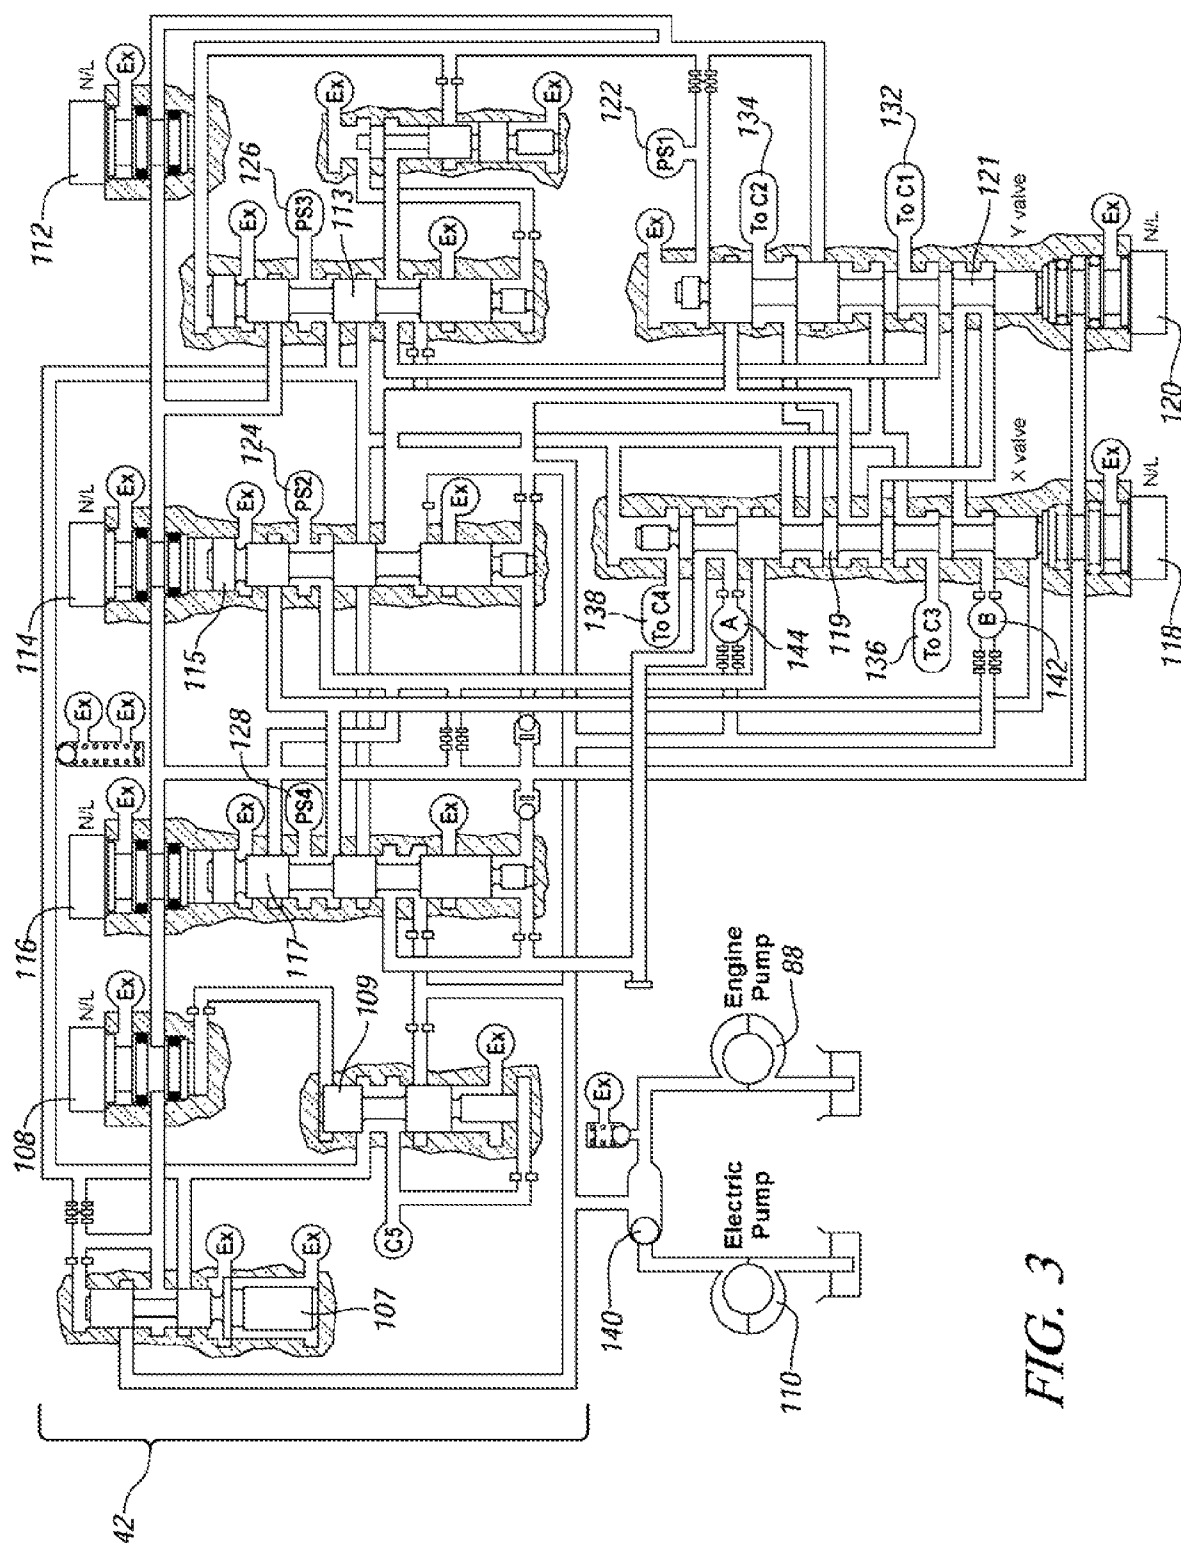 112
N/L
Ex
126
Ex
PS3
113
Ex
Ex
Ex
122
PS1
134
To C2
132
To C1
Ex
121
Y valve
Ex
N/L
120
114
N/L
Ex
115
Ex
124
PS2
Ex
138
To C4
A
144
119
136
To C3
B
142
X valve
Ex
N/L
118
Ex
Ex
116
N/L
Ex
Ex
128
PS4
117
Ex
108
N/L
Ex
109
Ex
C5
Ex
Ex
107
42
Ex
140
Engine
Pump
88
Electric
Pump
110
FIG. 3